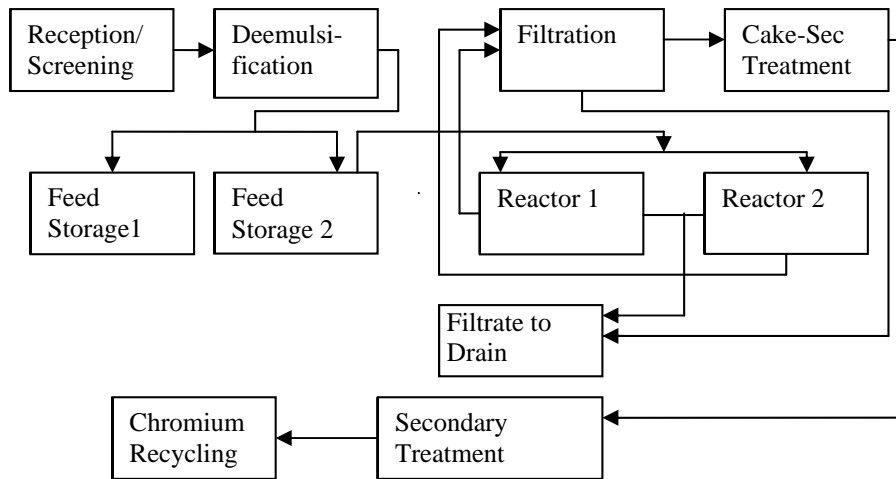 Reception/
Screening
Deemulsi-
ification
Filtration
Cake-Sec
Treatment
Feed
Storage1
Feed
Storage 2
Reactor 1
Reactor 2
Filtrate to
Drain
Chromium
Recycling
Secondary
Treatment